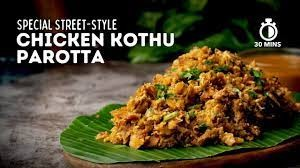 SPECIAL STREET-STYLE
CHICKEN KOTHU
PAROTTA
30 MINS